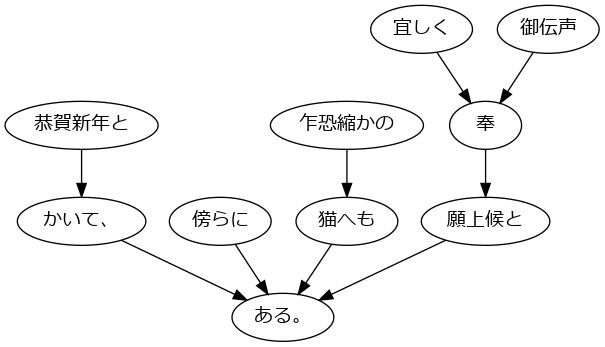 宜しく
御伝声
恭賀新年と
乍恐縮かの
奉
かいて、
傍らに
猫へも
願上候と
ある。